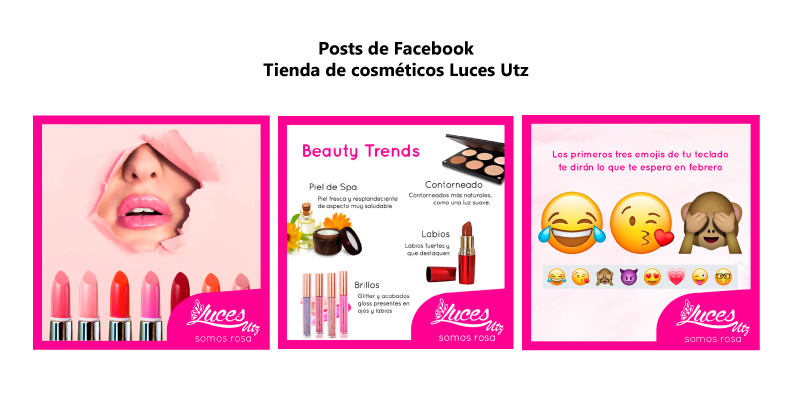 Posts de Facebook
Tienda de cosméticos Luces Utz
Luces
Utz
somos rosa
Beauty Trends
Piel de Spa
Piel fresca y resplandeciente
de aspecto muy saludable
Contorneado
Contorneados más naturales,
como una luz suave.
Labios
Labios fuertes y
que destaquen
Brillos
Glitter y acabados
gloss presentes en
ojos y labios
Luces
Utz
somos rosa
Los primeros tres emojis de tu teclado
te dirán lo que te espera en febrero
Luces
Utz
somos rosa